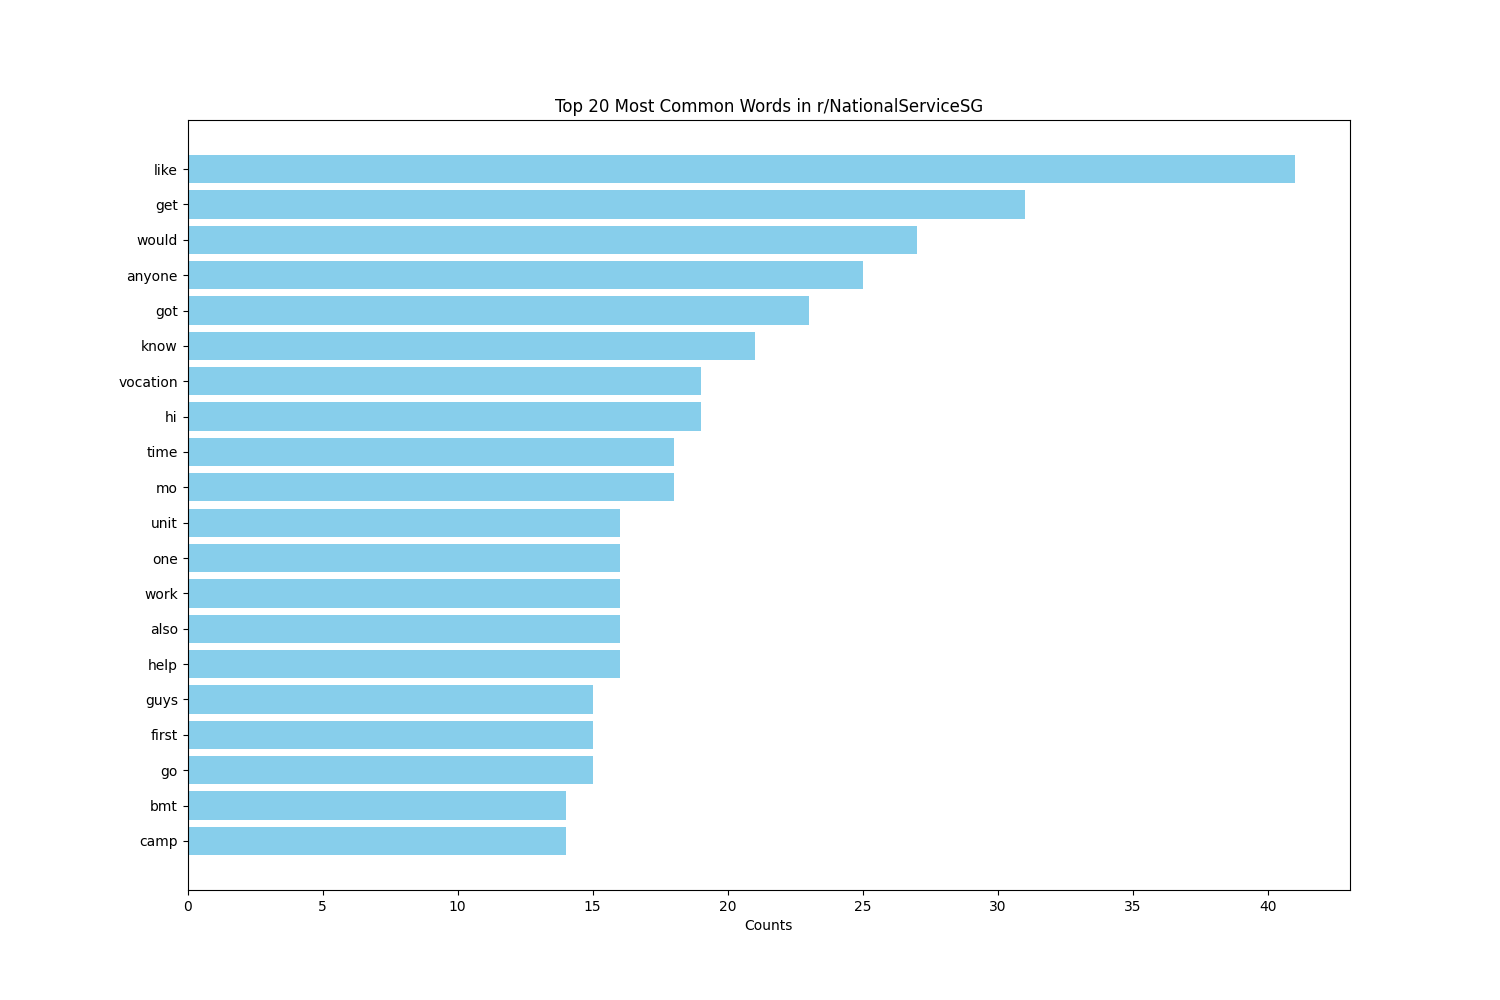 Top 20 Most Common Words in r/NationalServiceSG
like
get
would
anyone
got
know
vocation
hi
time
mo
unit
one
work
also
help
guys
first
go
bmt
camp
0 5 10 15 20 25 30 35 40
Counts